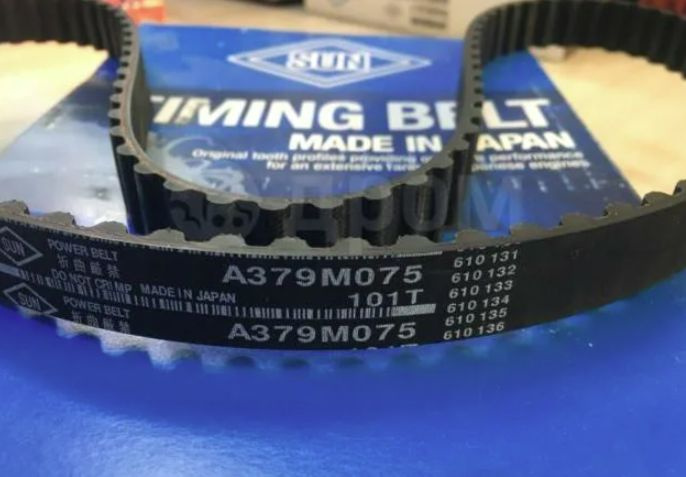 SUN
TIMING BELT
MADE IN JAPAN
Original tooth profiles providing performance
for an extensive Japanese engines
дром
SUN
POWER BELT
折曲厳禁
DO NOT CRIMP MADE IN JAPAN
A379M075
101T
SUN
POWER BELT
折曲厳禁
A379M075
610 131
610 132
610 133
610 134
610 135
610 136